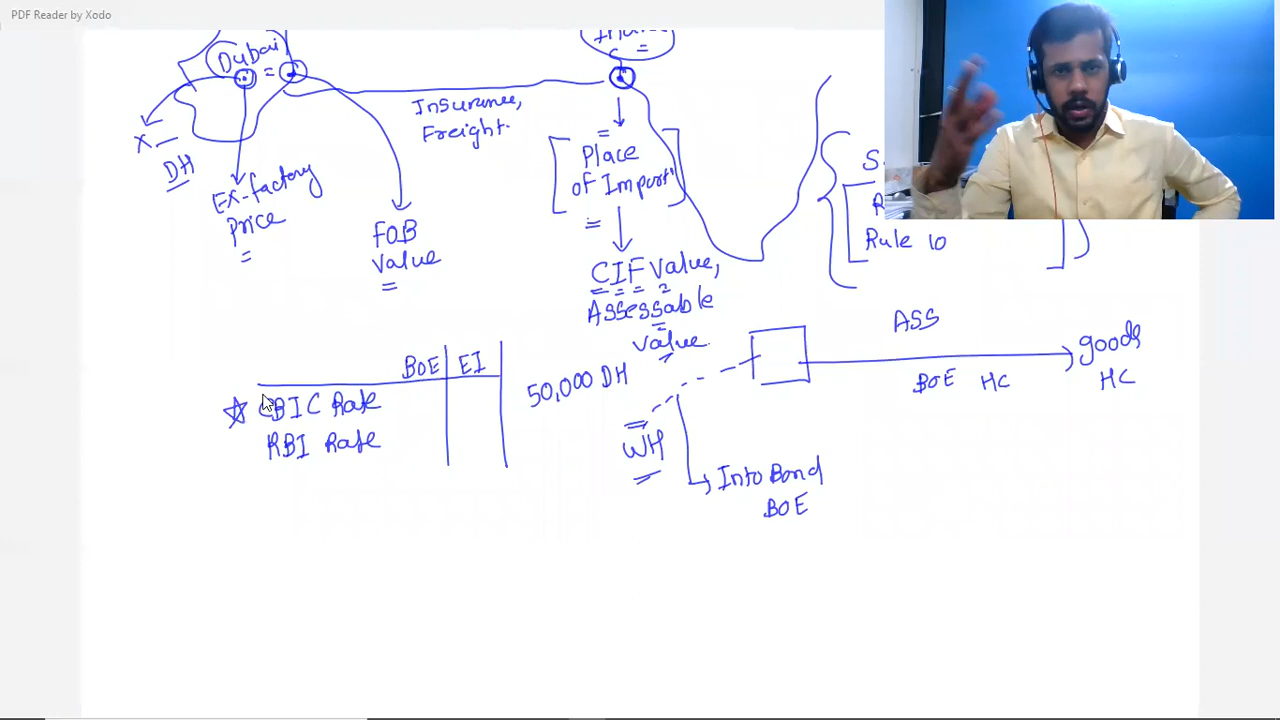 PDF Reader by Xodo
Dubai
=
Insurance,
Freight.
X
DH
Ex-factory
Price
=
FOB
Value
=
=
Place
of Import
=
CIF Value,
Assessable
Value
Rule 10
BOE EI
CBIC Rate
RBI Rate
50,000 DH
WH
Into Bond
BOE
ASS
BOE HC
goods
HC